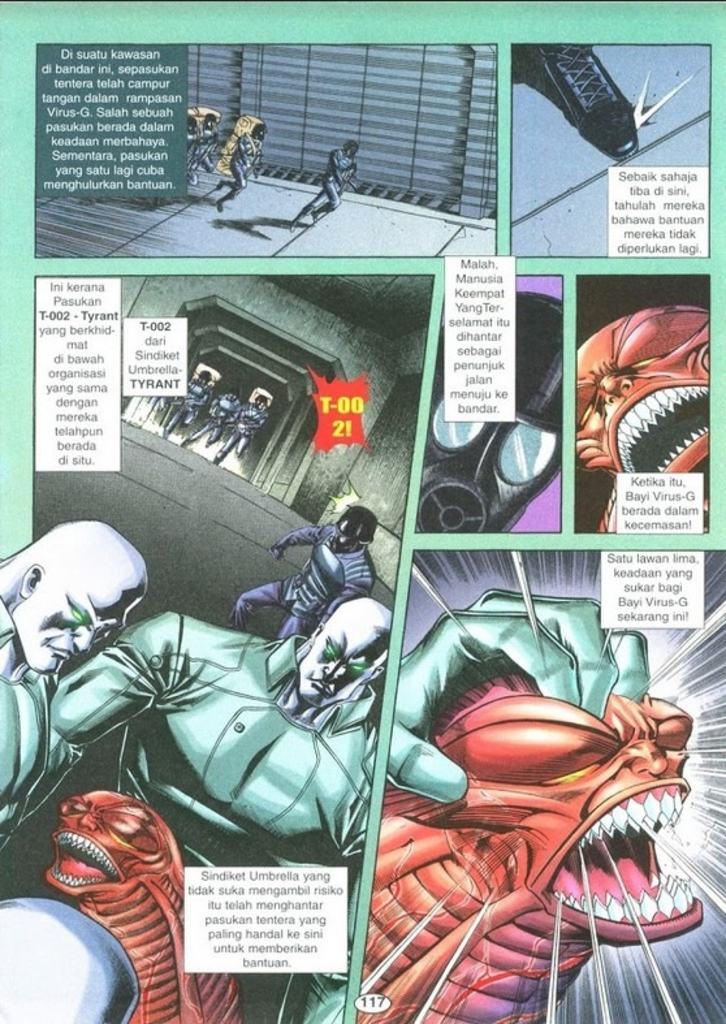 Di suatu kawasan
di bandar ini, sepasukan
tentera telah campur
tangan dalam rampasan
Virus-G. Salah sebuah
pasukan berada dalam
keadaan merbahaya.
Sementara, pasukan
yang satu lagi cuba
menghulurkan bantuan.
Sebaik sahaja
tiba di sini,
tahulah mereka
bahawa bantuan
mereka tidak
diperlukan lagi.
Ini kerana
Pasukan
T-002 - Tyrant
yang berkhid-
mat
di bawah
organisasi
yang sama
dengan
mereka
telahpun
berada
di situ.
T-002
dari
Sindiket
Umbrella-
TYRANT
T-00
2!
Malah,
Manusia
Keempat
YangTer-
selamat itu
dihantar
sebagai
penunjuk
jalan
menuju ke
bandar.
Ketika itu,
Bayi Virus-G
berada dalam
kecemasan!
Satu lawan lima,
keadaan yang
sukar bagi
Bayi Virus-G
sekarang ini!
Sindiket Umbrella yang
tidak suka mengambil risiko
itu telah menghantar
pasukan tentera yang
paling handal ke sini
untuk memberikan
bantuan.
117